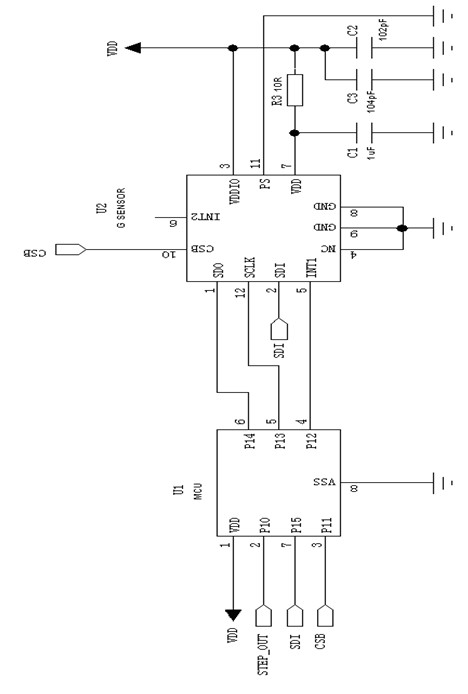 VDD
C2
102pF
C3
104pF
R3 10R
C1
1uF
3
11
7
VDDIO
PS
VDD
U2
G SENSOR
6
INT2
GND
8
GND
9
NC
4
CSB
10
CSB
SDO
SCLK
SDI
INT1
1
12
2
5
SDI
6
5
4
P14
P13
P12
U1
MCU
VSS
8
VDD
P10
P15
P11
1
2
7
3
VDD
STEP_OUT
SDI
CSB